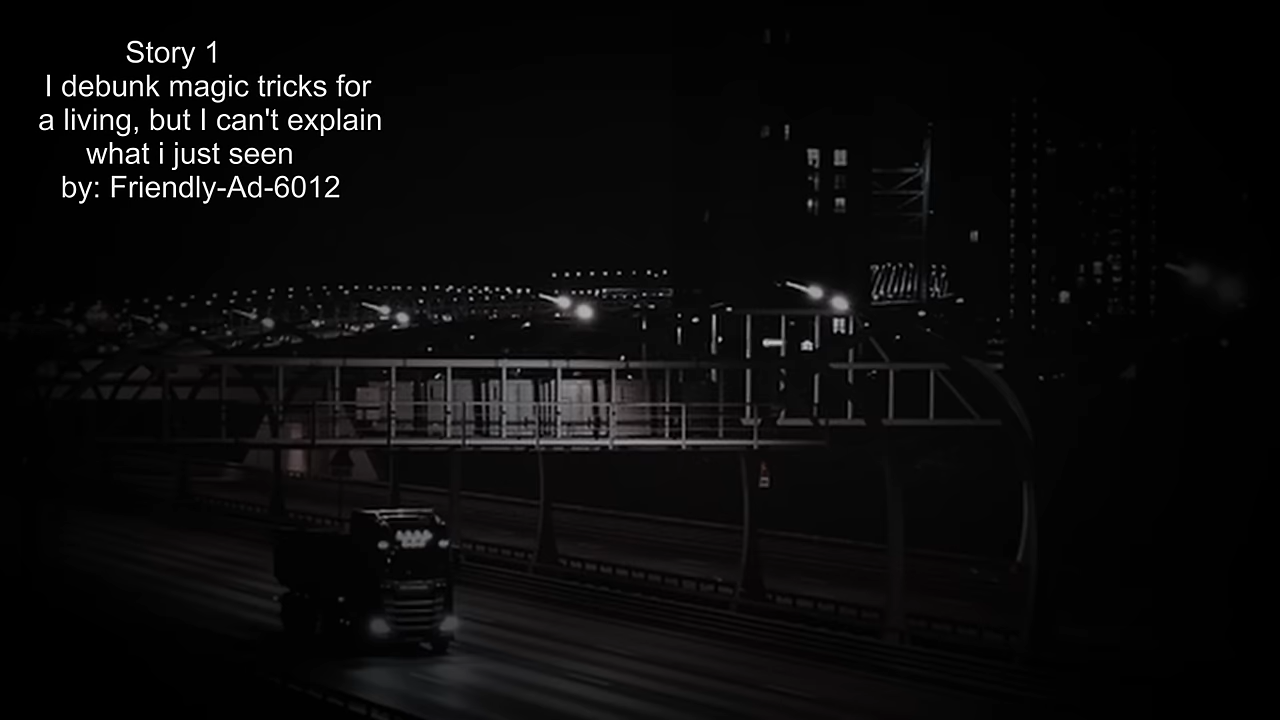 Story 1
I debunk magic tricks for
a living, but I can't explain
what i just seen
by: Friendly-Ad-6012